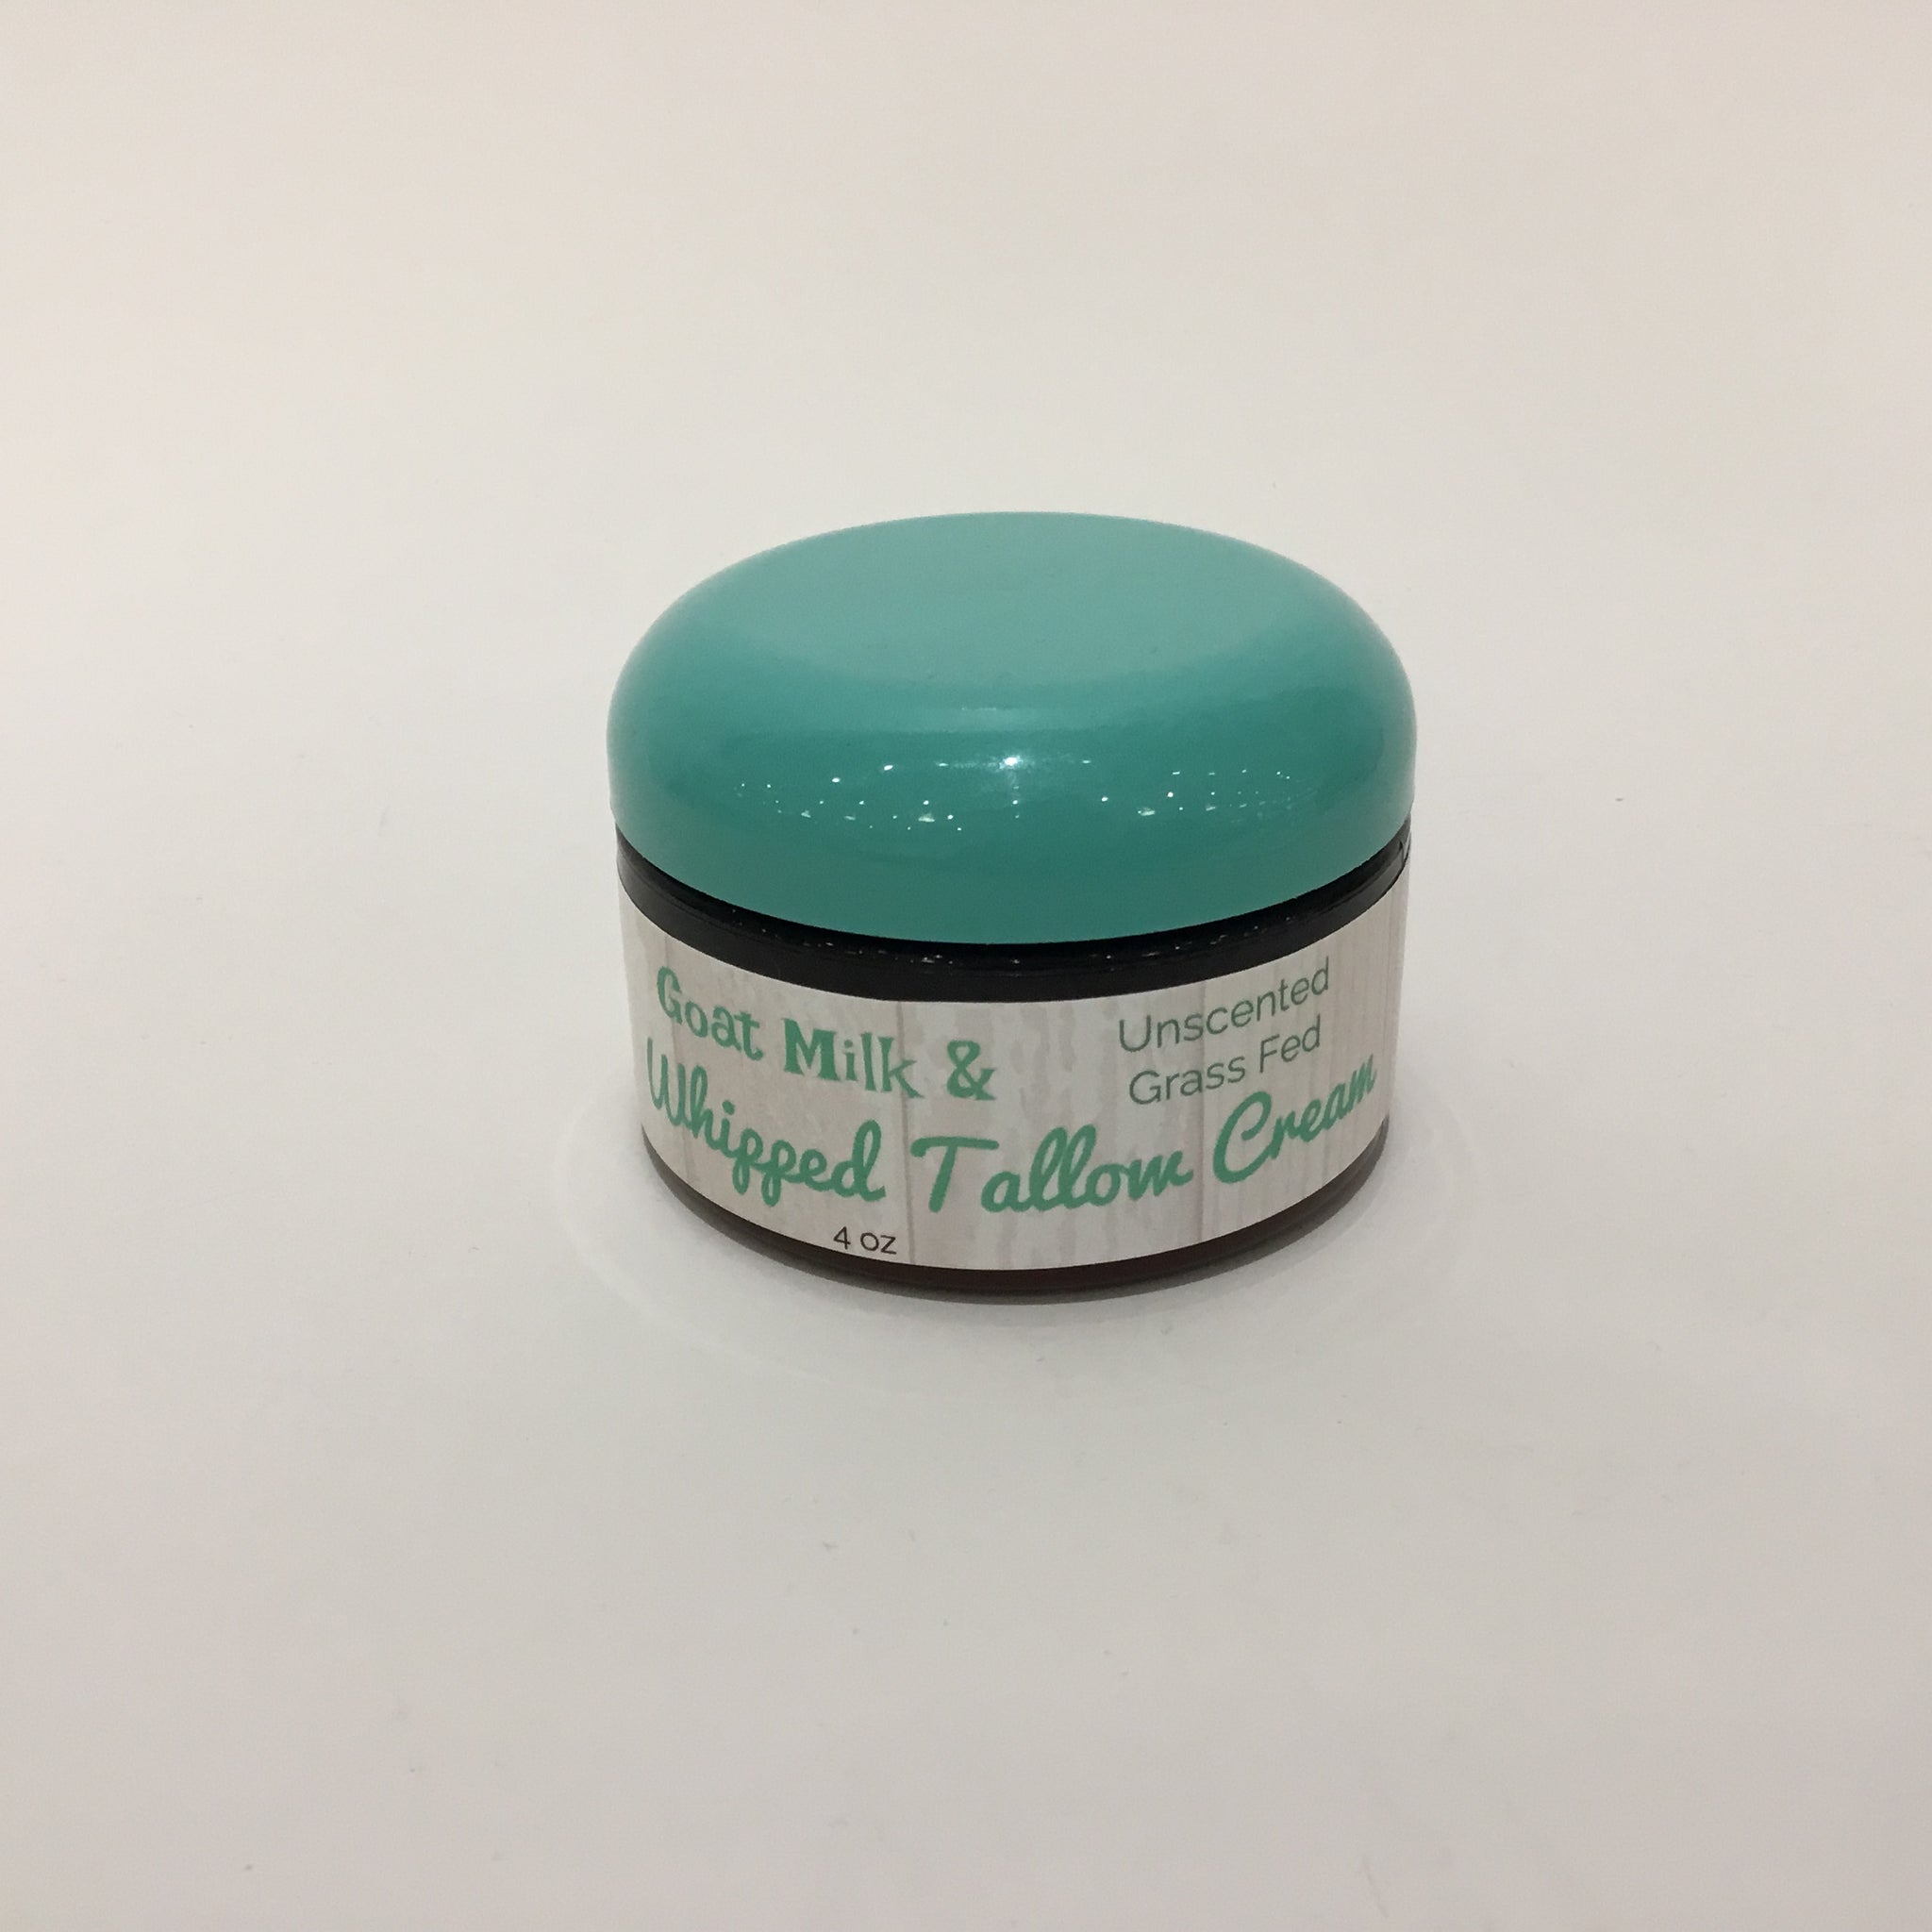 Goat Milk &
Whipped Tallow Cream
Unscented
Grass Fed
4 oz